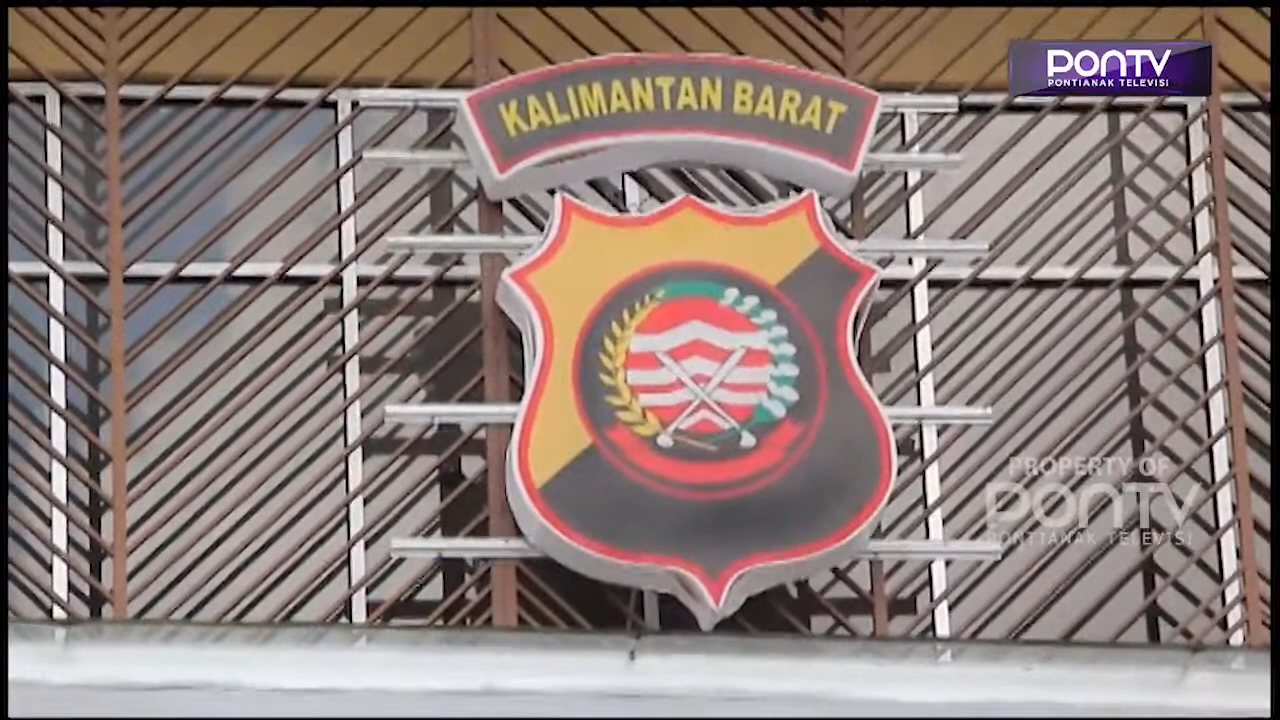 PONTV
PONTIANAK TELEVISI
KALIMANTAN BARAT
PROPERTY OF
PONTV
PONTIANAK TELEVISI